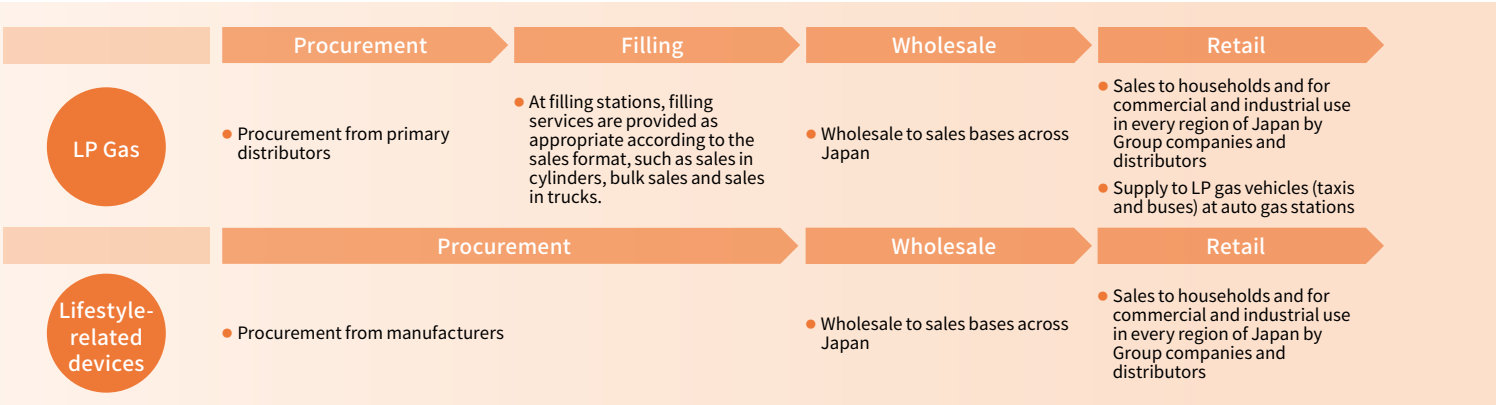 Procurement
Filling
Wholesale
Retail
LP Gas
● Procurement from primary
distributors
● At filling stations, filling
services are provided as
appropriate according to the
sales format, such as sales in
cylinders, bulk sales and sales
in trucks.
● Wholesale to sales bases across
Japan
● Sales to households and for
commercial and industrial use
in every region of Japan by
Group companies and
distributors
● Supply to LP gas vehicles (taxis
and buses) at auto gas stations
Procurement
Wholesale
Retail
Lifestyle-
related
devices
● Procurement from manufacturers
● Wholesale to sales bases across
Japan
● Sales to households and for
commercial and industrial use
in every region of Japan by
Group companies and
distributors